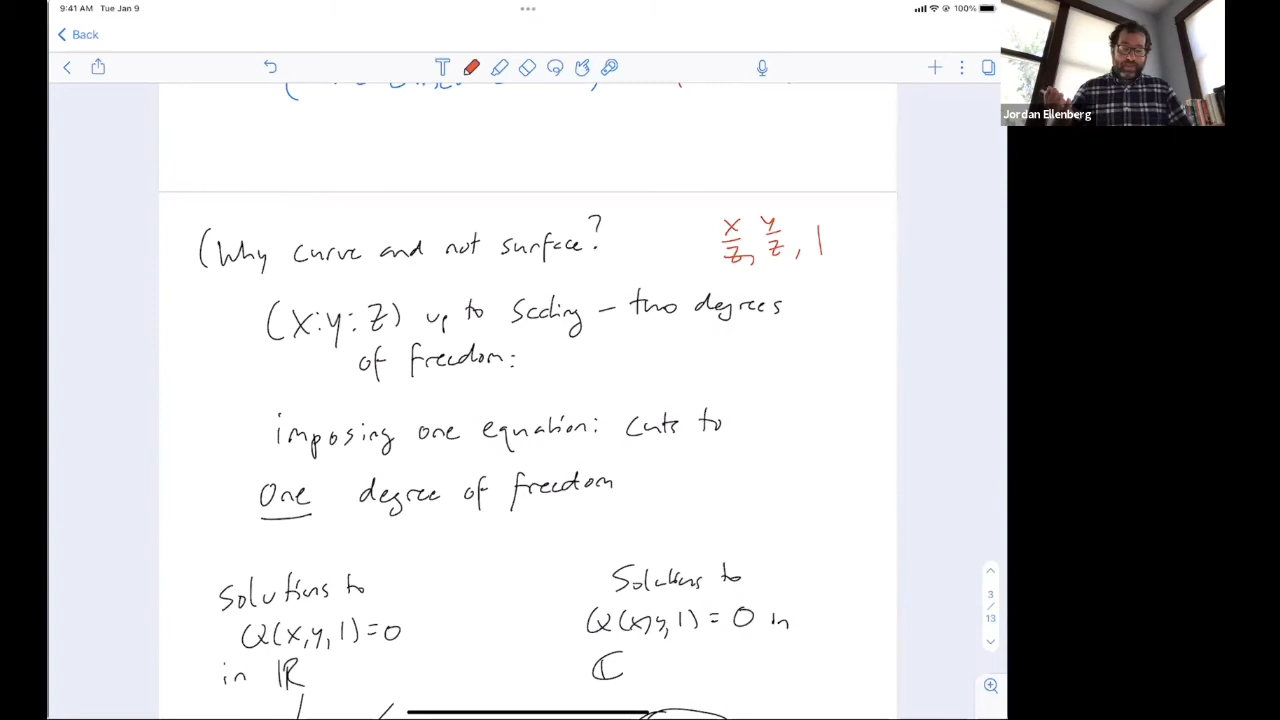 9:41 AM Tue Jan 9
100%
Back
Jordan Ellenberg
(Why curve and not surface?
X/Z, Y/Z, 1
(X:Y:Z) up to scaling – two degrees
of freedom:
imposing one equation: cuts to
one degree of freedom
Solutions to
Q(x,y,1)=0
in ℝ
Solutions to
Q(x,y,1)=0 in
ℂ
3
/
13